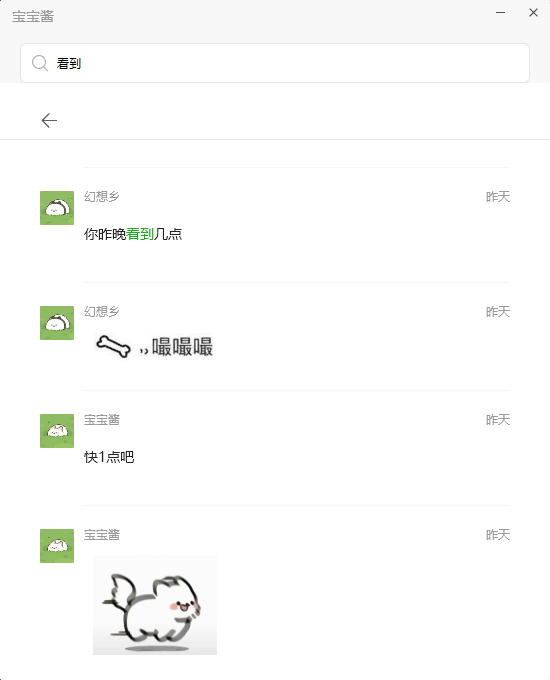 宝宝酱
看到
幻想乡
昨天
你昨晚看到几点
幻想乡
昨天
,,嘬嘬嘬
宝宝酱
昨天
快1点吧
宝宝酱
昨天